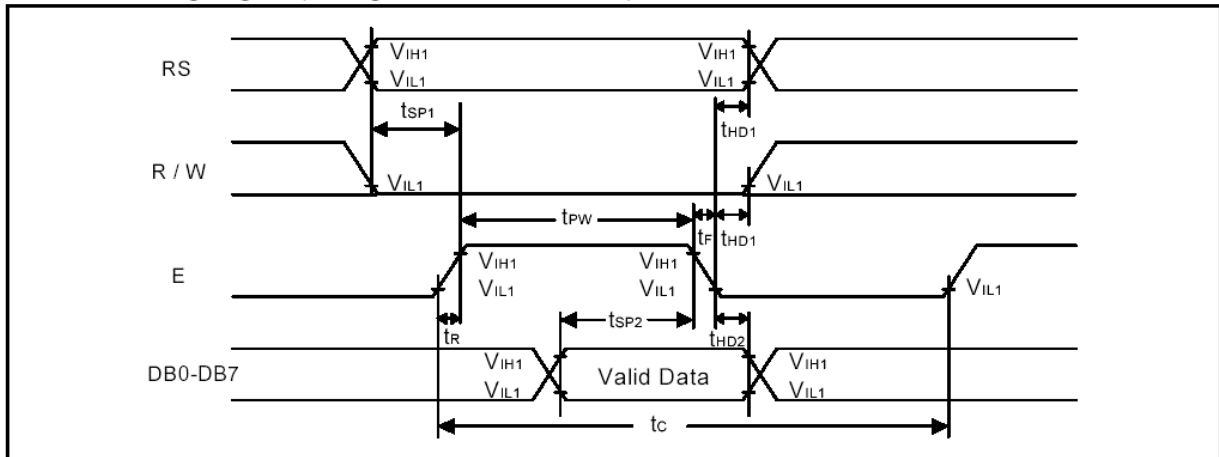 RS
VIH1 VIH1
VIL1 VIL1
tSP1
tHD1
R / W
VIL1 VIL1
tPW
tF tHD1
E
VIH1 VIH1
VIL1 VIL1 VIL1
tR
tSP2
tHD2
DB0-DB7
VIH1 VIH1
Valid Data
VIL1 VIL1
tC